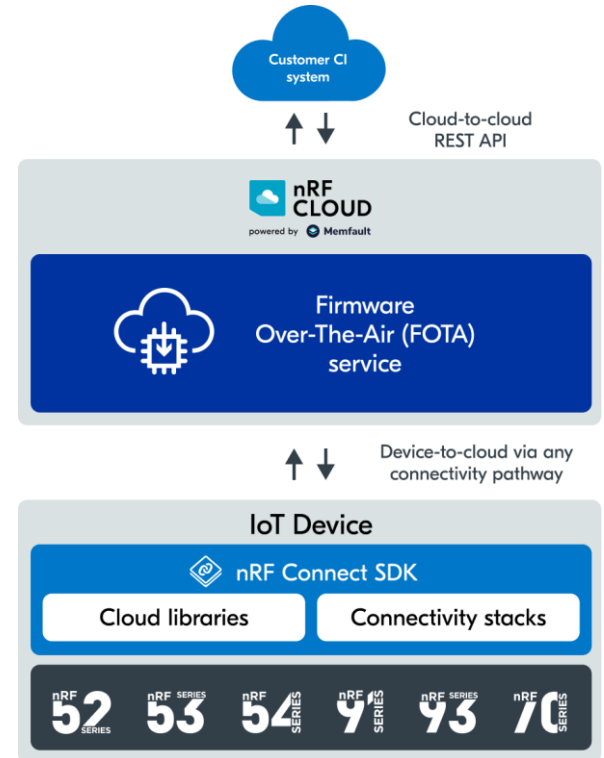 Customer CI
system
Cloud-to-cloud
REST API
nRF
CLOUD
powered by Memfault
Firmware
Over-The-Air (FOTA)
service
Device-to-cloud via any
connectivity pathway
IoT Device
nRF Connect SDK
Cloud libraries
Connectivity stacks
nRF 52 SERIES
nRF 53 SERIES
nRF 54 SERIES
nRF 91 SERIES
nRF 93 SERIES
nRF 70 SERIES